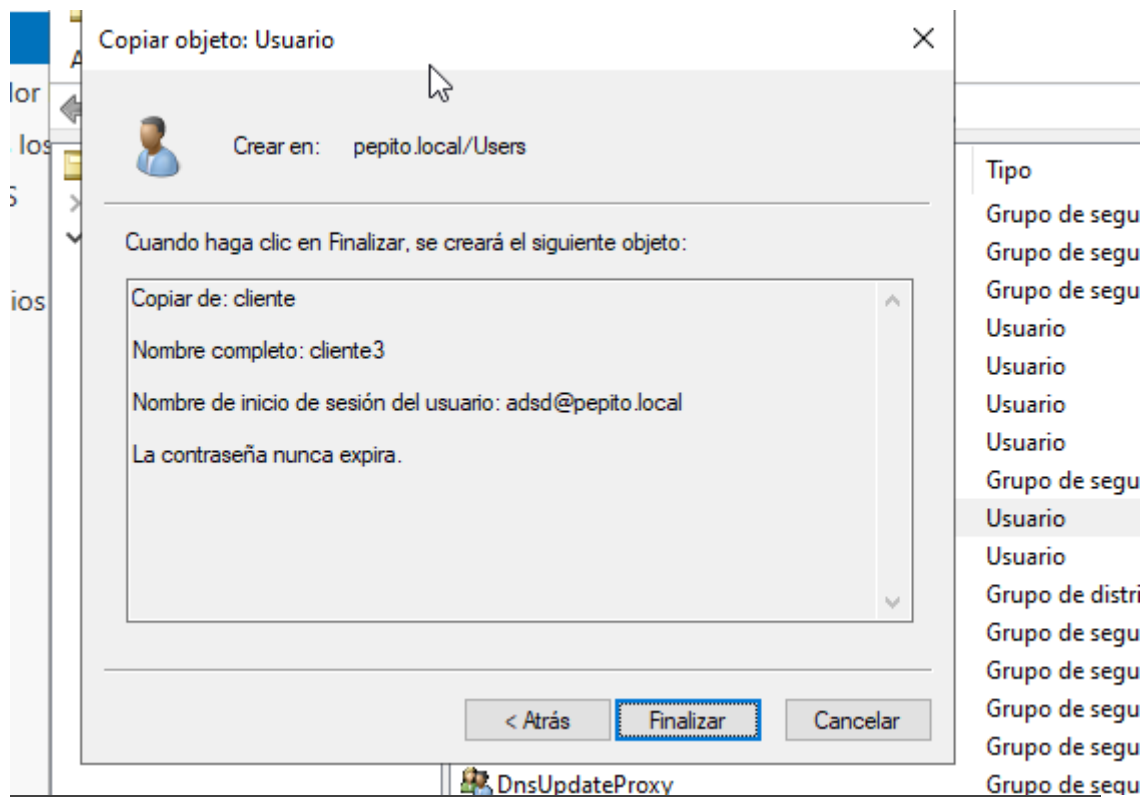 Copiar objeto: Usuario
Crear en: pepito.local/Users
Cuando haga clic en Finalizar, se creará el siguiente objeto:
Copiar de: cliente
Nombre completo: cliente3
Nombre de inicio de sesión del usuario: adsd@pepito.local
La contraseña nunca expira.
< Atrás
Finalizar
Cancelar
lor
los
ios
Tipo
Grupo de segu
Grupo de segu
Grupo de segu
Usuario
Usuario
Usuario
Usuario
Grupo de segu
Usuario
Usuario
Grupo de distri
Grupo de segu
Grupo de segu
Grupo de segu
Grupo de segu
DnsUpdateProxy
Grupo de segu